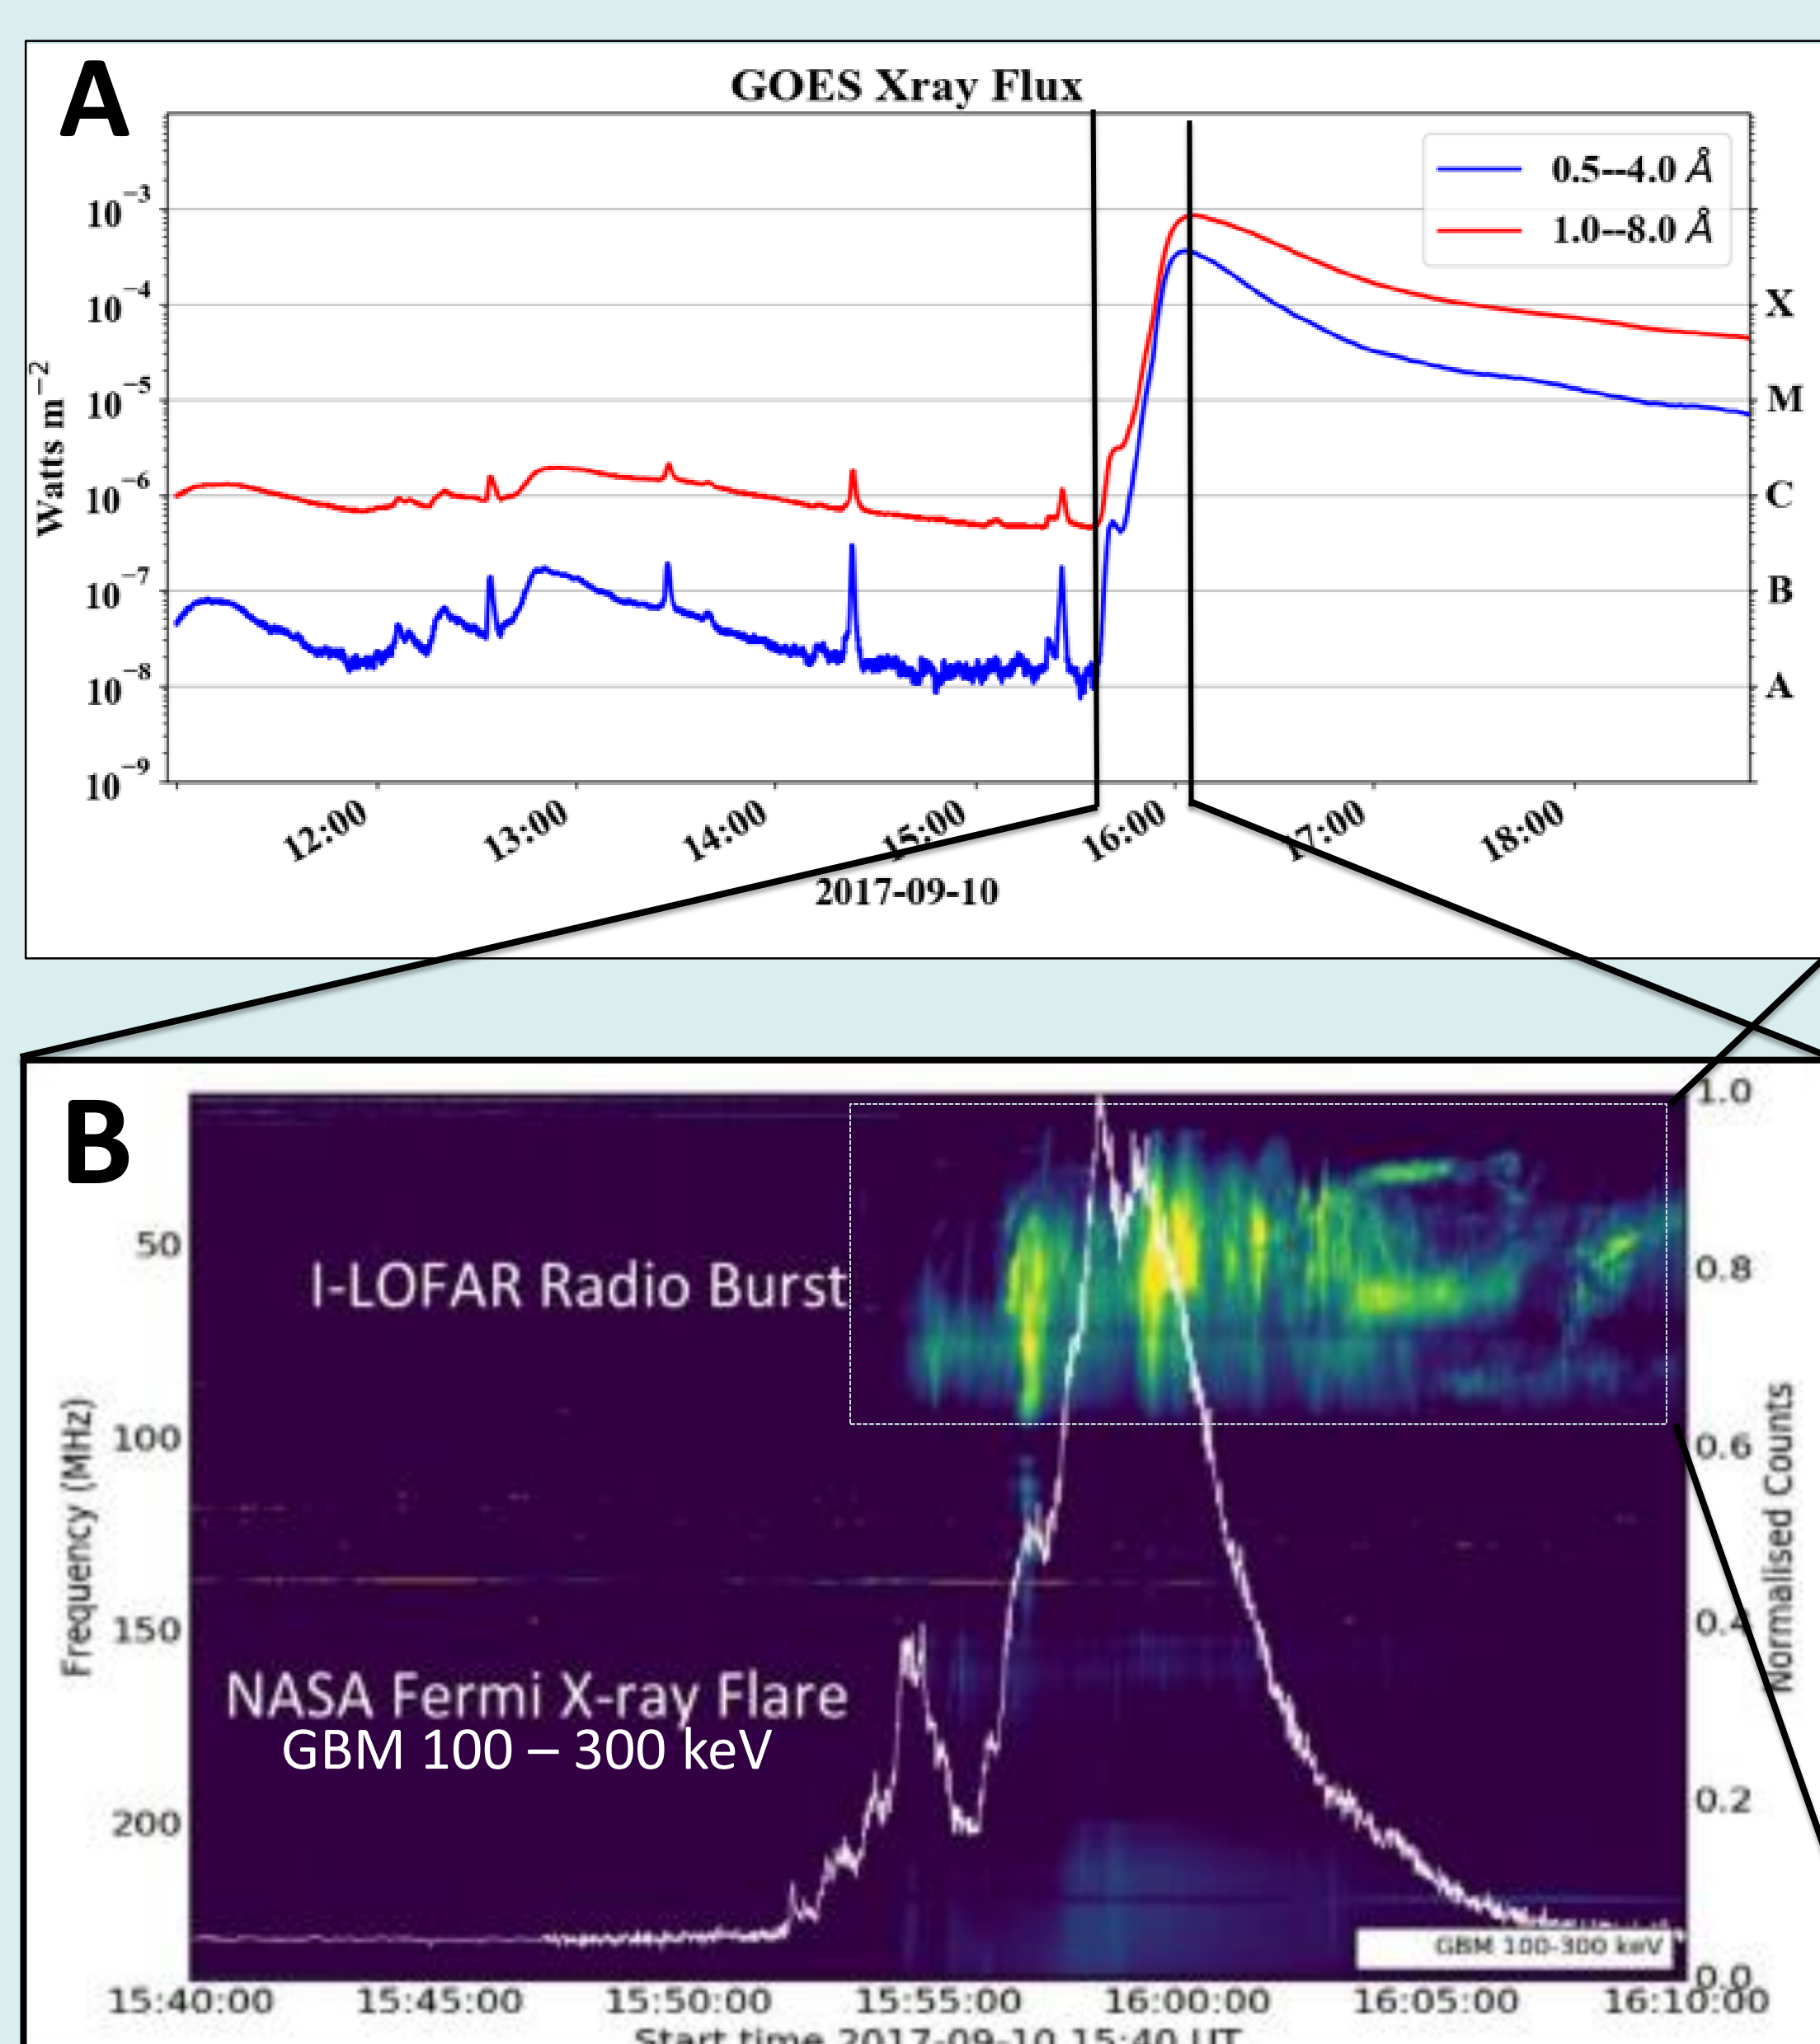 A
GOES Xray Flux
0.5--4.0 Å
1.0--8.0 Å
Watts m⁻²
10⁻³
10⁻⁴
10⁻⁵
10⁻⁶
10⁻⁷
10⁻⁸
10⁻⁹
X
M
C
B
A
12:00 13:00 14:00 15:00 16:00 17:00 18:00
2017-09-10
B
I-LOFAR Radio Burst
NASA Fermi X-ray Flare
GBM 100 – 300 keV
Frequency (MHz)
50
100
150
200
1.0
0.8
0.6
0.4
0.2
0.0
Normalised Counts
GBM 100-300 keV
15:40:00 15:45:00 15:50:00 15:55:00 16:00:00 16:05:00 16:10:00
Start time 2017-09-10 15:40 UT